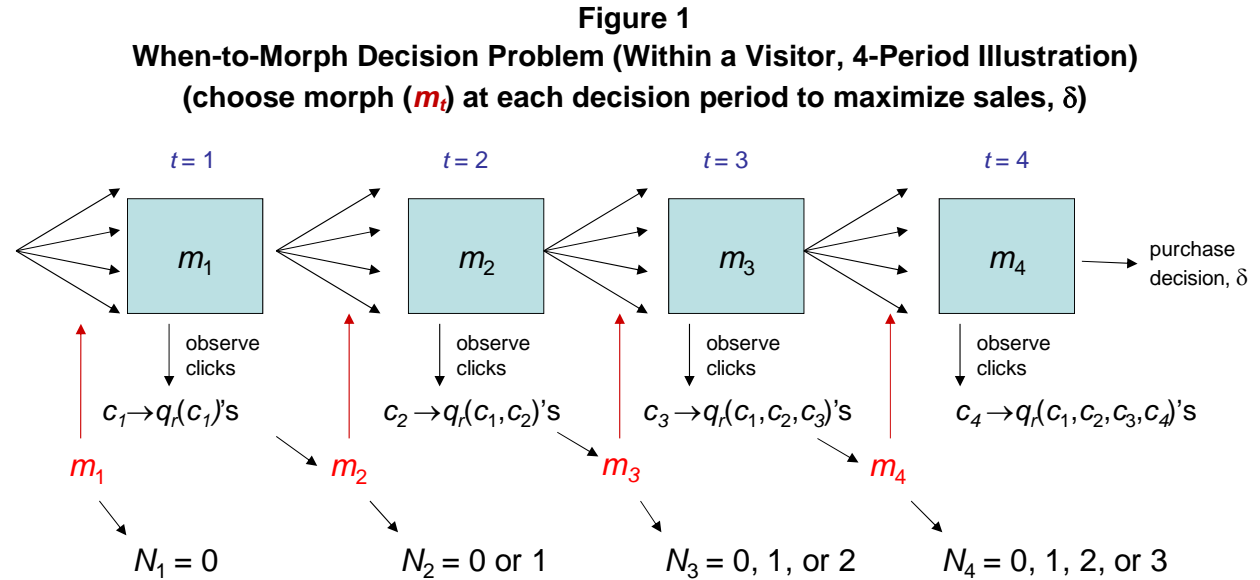 Figure 1
When-to-Morph Decision Problem (Within a Visitor, 4-Period Illustration)
(choose morph (mₜ) at each decision period to maximize sales, δ)
t = 1
t = 2
t = 3
t = 4
m₁
m₂
m₃
m₄
purchase
decision, δ
observe
clicks
observe
clicks
observe
clicks
observe
clicks
c₁→qᵣ(c₁)’s
c₂→qᵣ(c₁,c₂)’s
c₃→qᵣ(c₁,c₂,c₃)’s
c₄→qᵣ(c₁,c₂,c₃,c₄)’s
m₁
m₂
m₃
m₄
N₁ = 0
N₂ = 0 or 1
N₃ = 0, 1, or 2
N₄ = 0, 1, 2, or 3